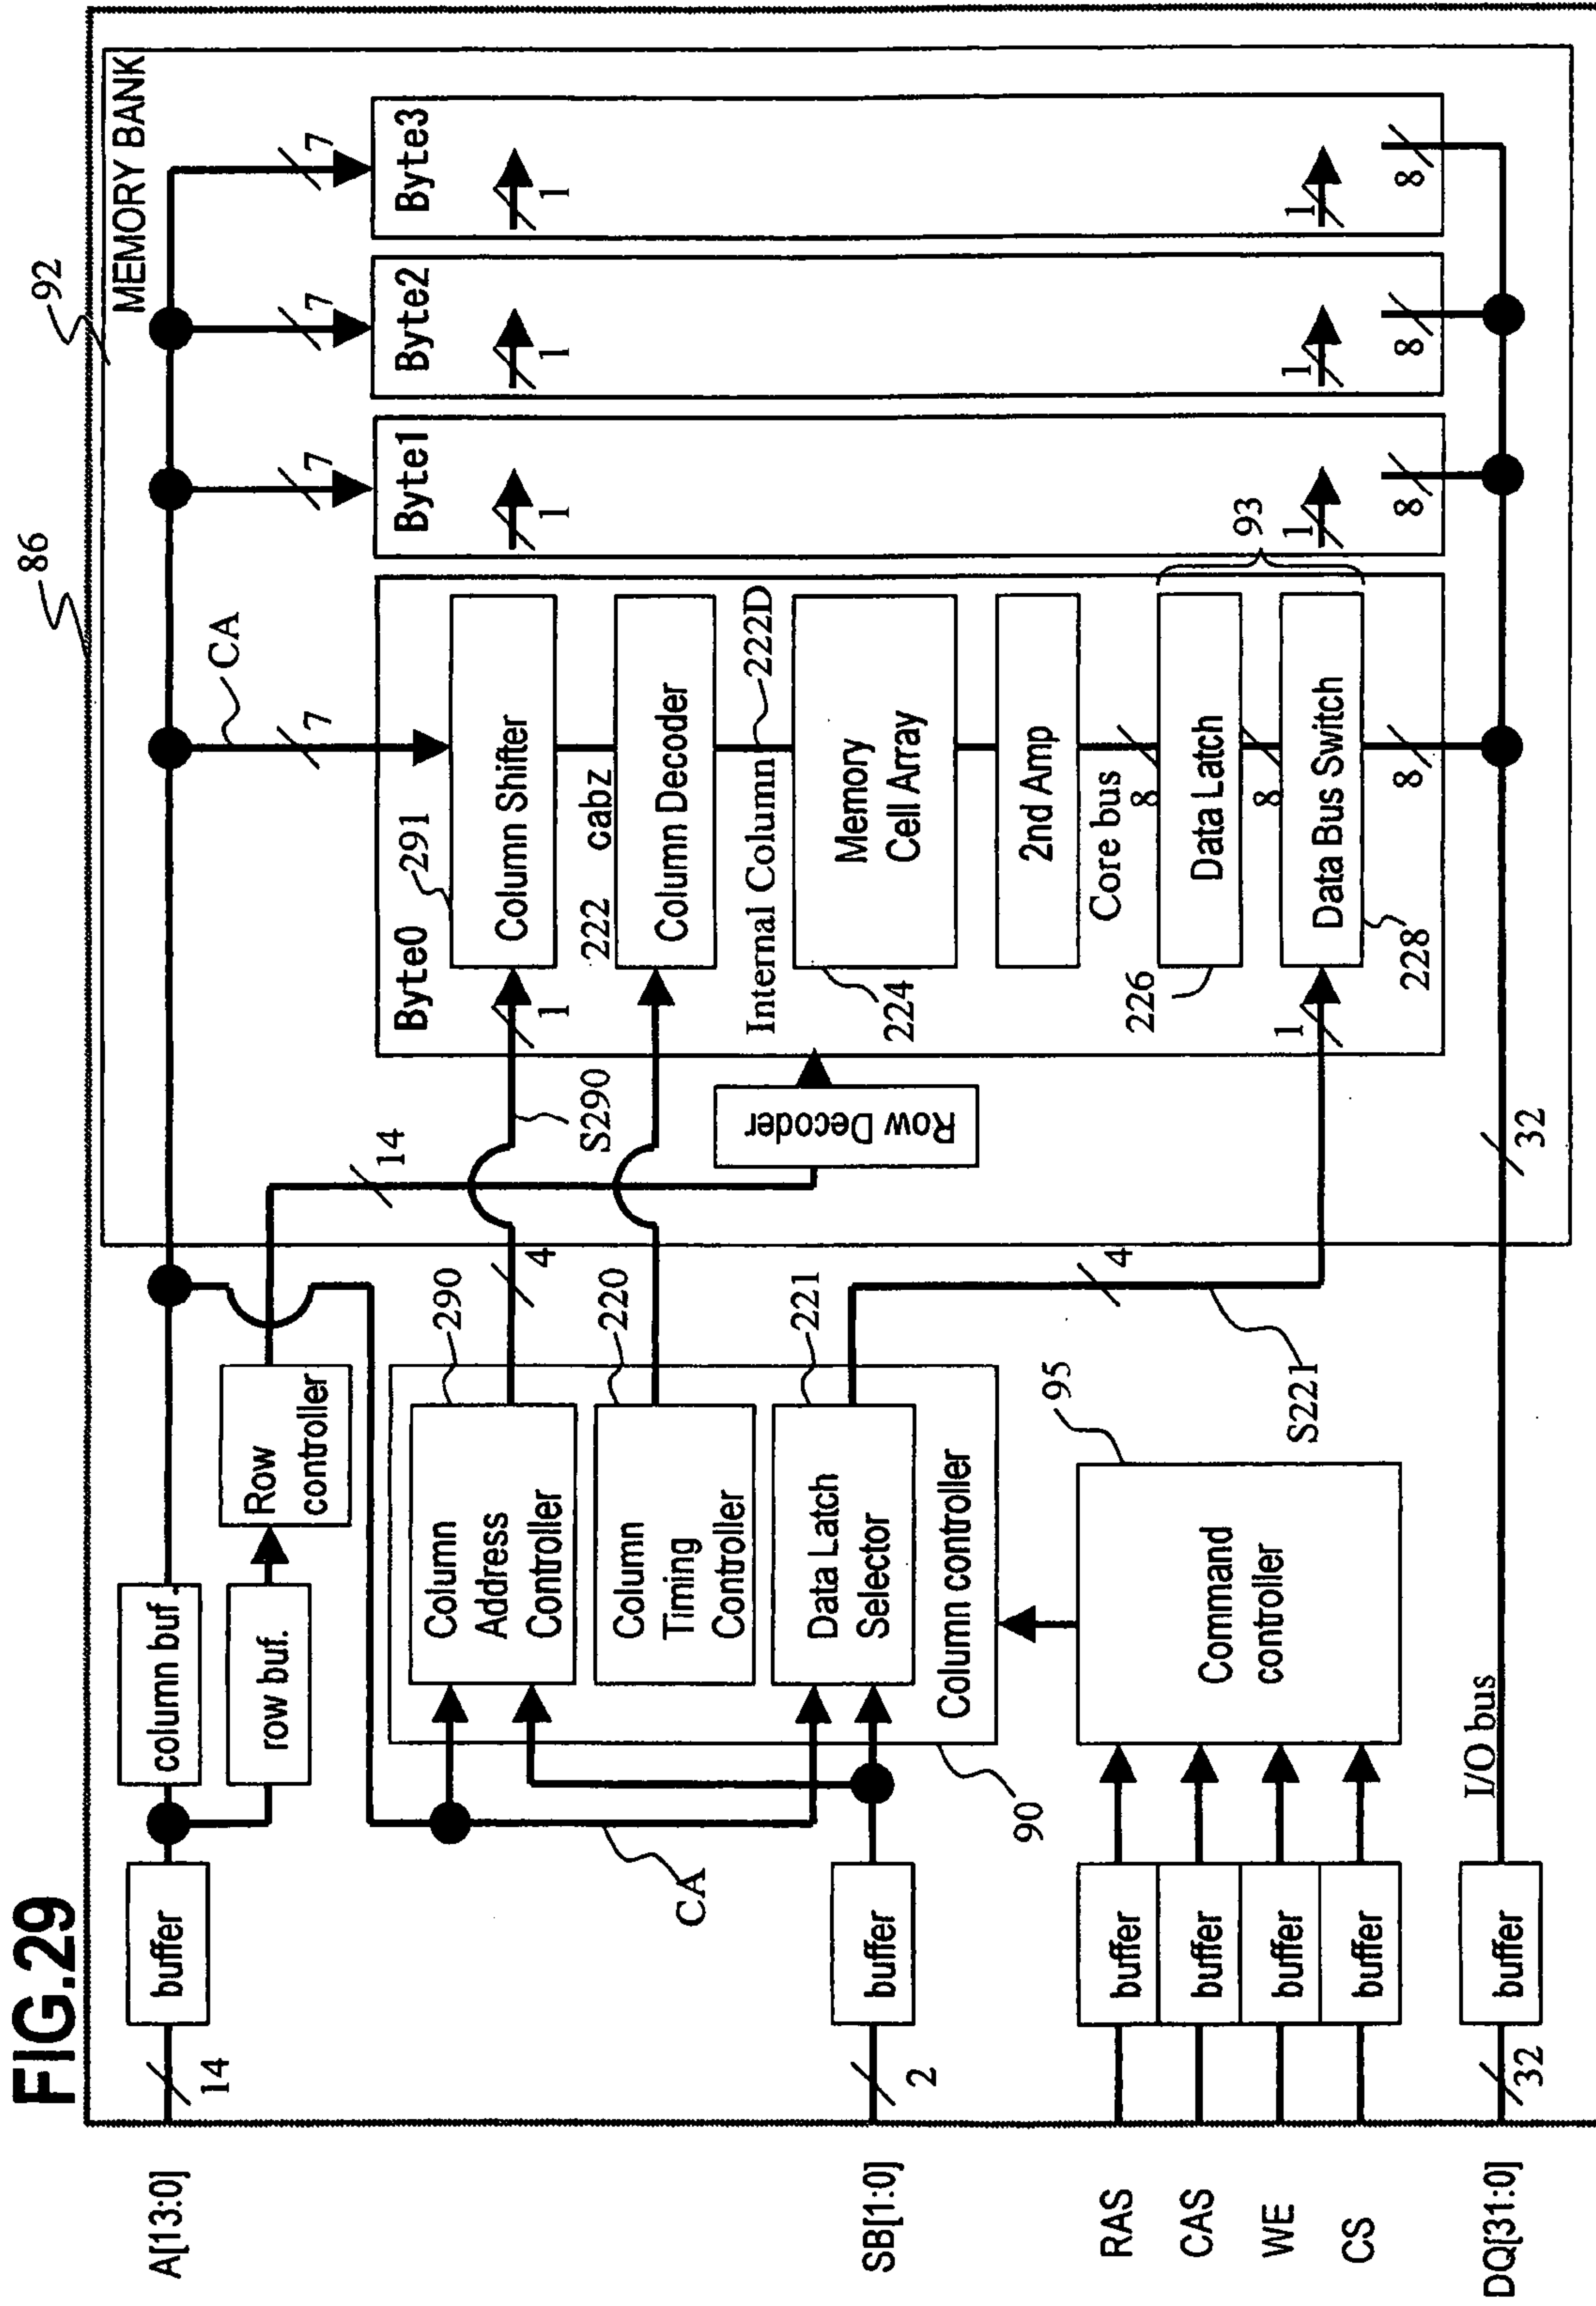 FIG.29
86
92
MEMORY BANK
A[13:0]
14
buffer
column buf.
row buf.
Row
controller
14
CA
7
7
7
7
Byte0
291
Column Shifter
1
S290
222
cabz
Column Decoder
Internal Column
222D
Memory
Cell Array
224
2nd Amp
Core bus
8
226
Data Latch
8
93
Data Bus Switch
228
1
8
Row Decoder
Byte1
1
1
8
Byte2
1
1
8
Byte3
1
1
8
Column
Address
Controller
290
4
Column
Timing
Controller
220
Data Latch
Selector
221
4
S221
Column controller
90
CA
SB[1:0]
2
buffer
95
Command
controller
RAS
buffer
CAS
buffer
WE
buffer
CS
buffer
DQ[31:0]
32
buffer
I/O bus
32